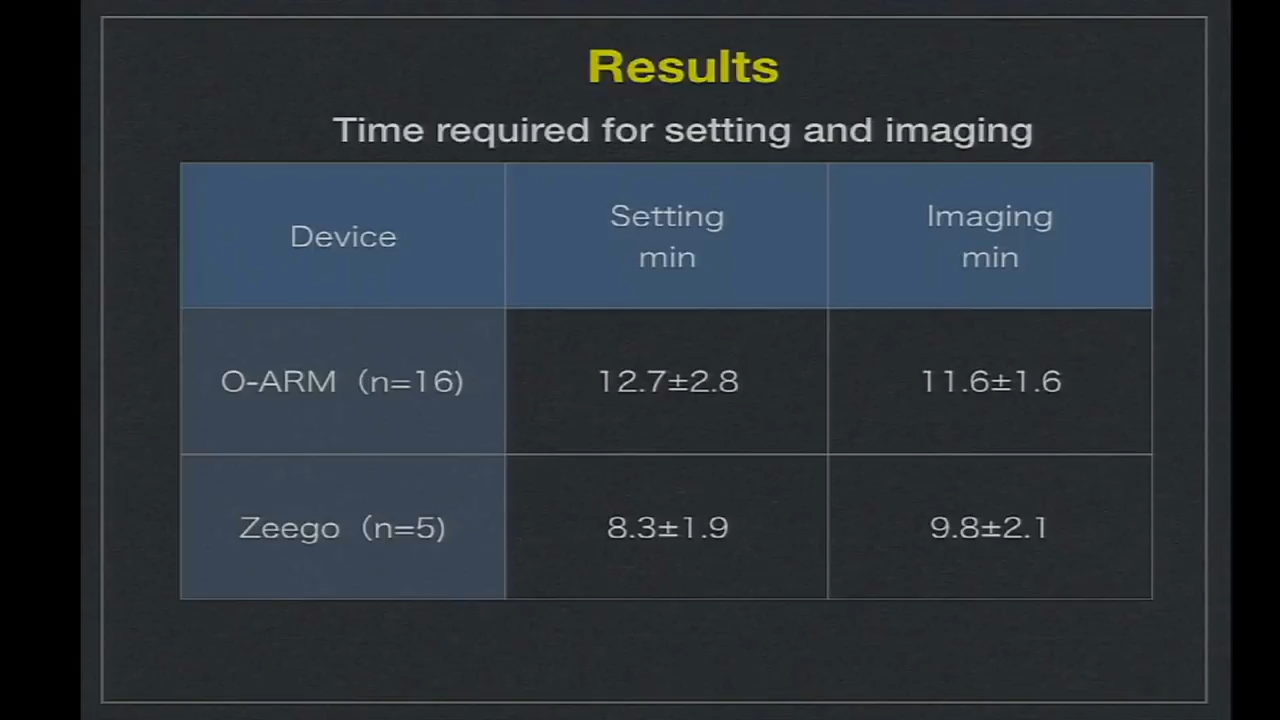 Results
Time required for setting and imaging
Device
Setting
min
Imaging
min
O-ARM（n=16)
12.7±2.8
11.6±1.6
Zeego（n=5)
8.3±1.9
9.8±2.1